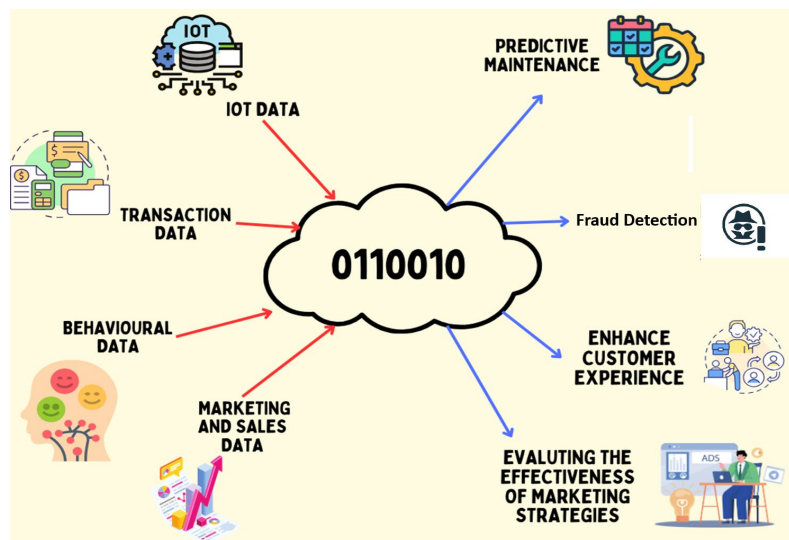 IOT
IOT DATA
PREDICTIVE
MAINTENANCE
TRANSACTION
DATA
Fraud Detection
0110010
BEHAVIOURAL
DATA
ENHANCE
CUSTOMER
EXPERIENCE
MARKETING
AND SALES
DATA
EVALUTING THE
EFFECTIVENESS
OF MARKETING
STRATEGIES
ADS